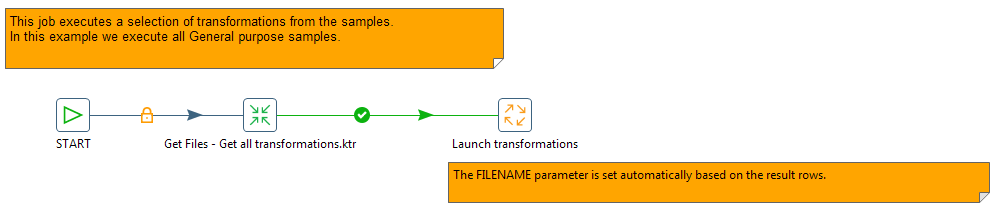 This job executes a selection of transformations from the samples.
In this example we execute all General purpose samples.
START
Get Files - Get all transformations.ktr
Launch transformations
The FILENAME parameter is set automatically based on the result rows.